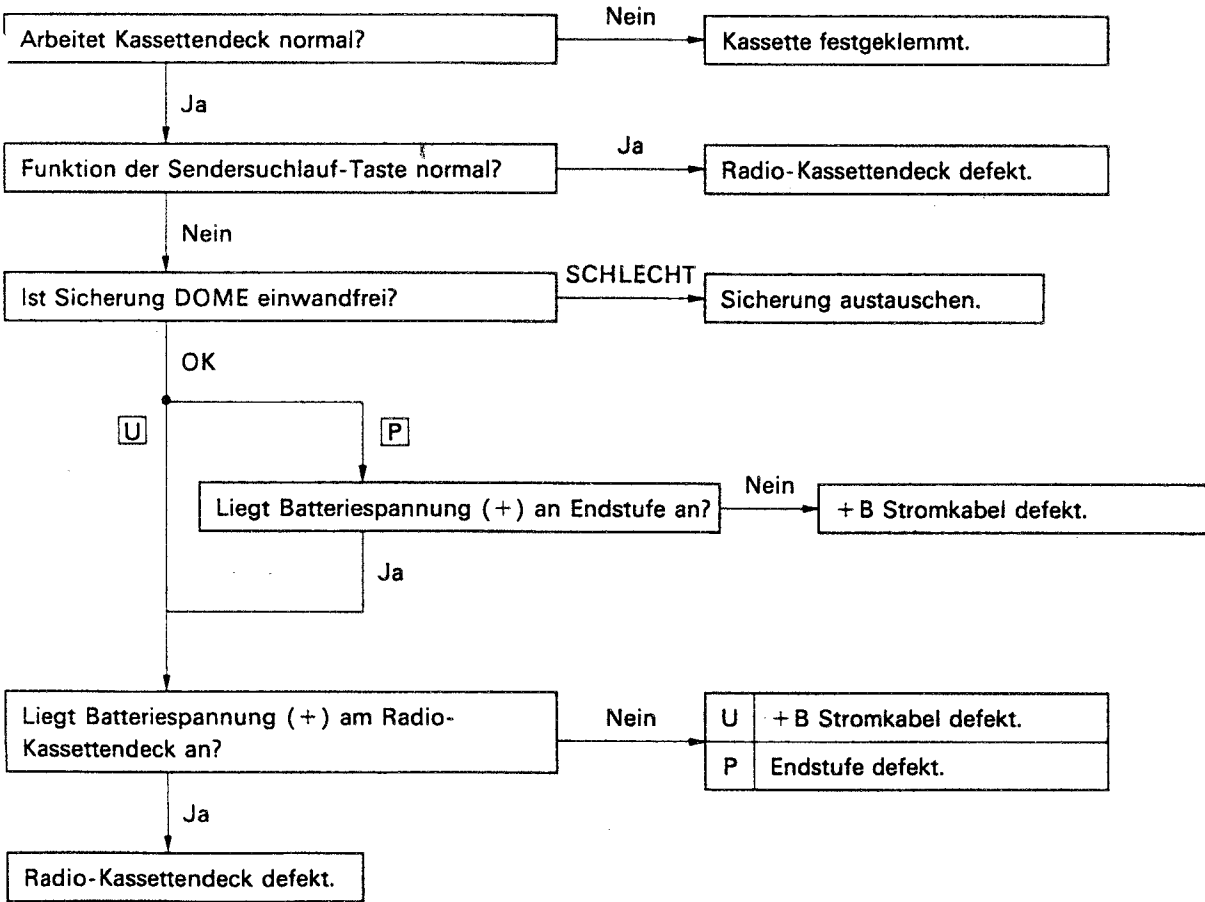 Arbeitet Kassettendeck normal?
Nein
Kassette festgeklemmt.
Ja
Funktion der Sendersuchlauf-Taste normal?
Ja
Radio-Kassettendeck defekt.
Nein
Ist Sicherung DOME einwandfrei?
SCHLECHT
Sicherung austauschen.
OK
U
P
Liegt Batteriespannung (+) an Endstufe an?
Nein
+B Stromkabel defekt.
Ja
Liegt Batteriespannung (+) am Radio-
Kassettendeck an?
Nein
U +B Stromkabel defekt.
P Endstufe defekt.
Ja
Radio-Kassettendeck defekt.